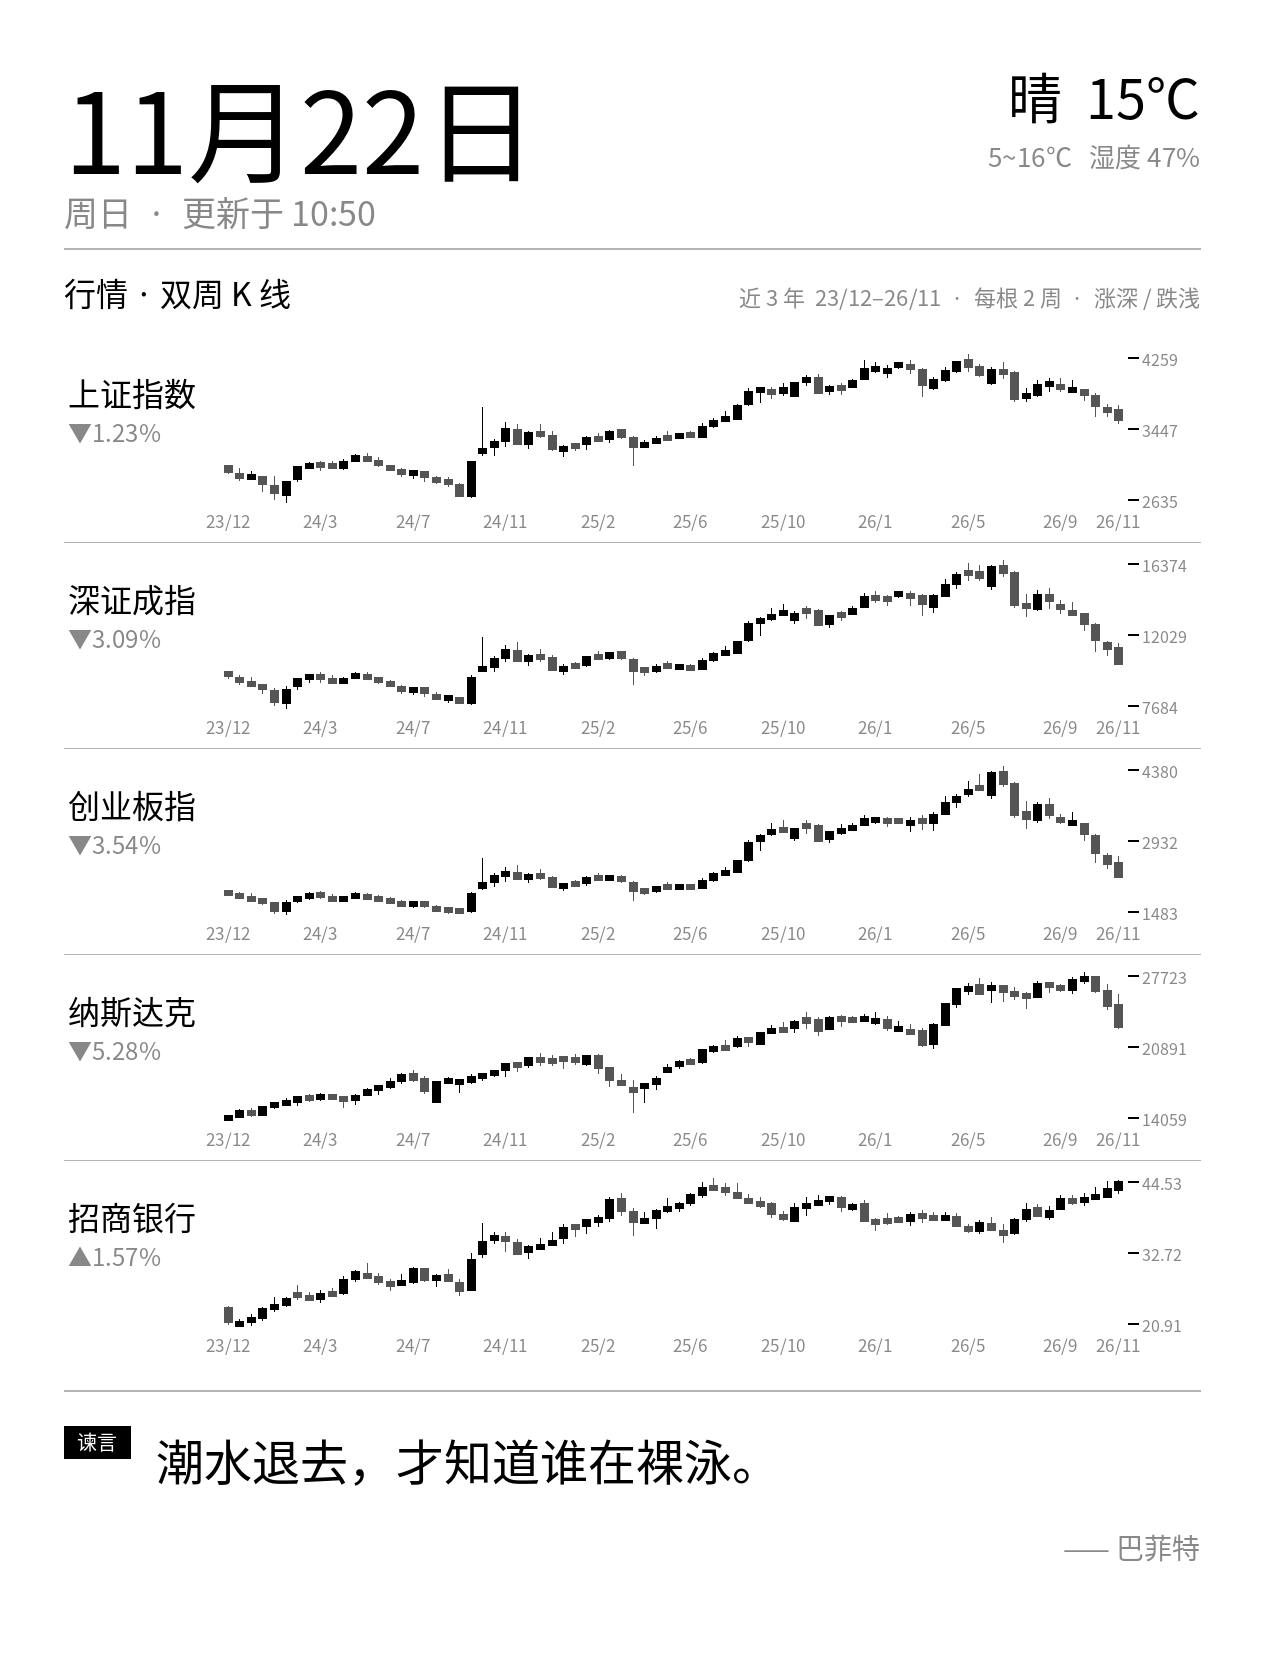 11月22日
晴 15℃
5~16℃ 湿度 47%
周日 · 更新于 10:50
行情 · 双周 K 线
近 3 年 23/12–26/11 · 每根 2 周 · 涨深 / 跌浅
上证指数
▼1.23%
4259
3447
2635
23/12 24/3 24/7 24/11 25/2 25/6 25/10 26/1 26/5 26/9 26/11
深证成指
▼3.09%
16374
12029
7684
23/12 24/3 24/7 24/11 25/2 25/6 25/10 26/1 26/5 26/9 26/11
创业板指
▼3.54%
4380
2932
1483
23/12 24/3 24/7 24/11 25/2 25/6 25/10 26/1 26/5 26/9 26/11
纳斯达克
▼5.28%
27723
20891
14059
23/12 24/3 24/7 24/11 25/2 25/6 25/10 26/1 26/5 26/9 26/11
招商银行
▲1.57%
44.53
32.72
20.91
23/12 24/3 24/7 24/11 25/2 25/6 25/10 26/1 26/5 26/9 26/11
谏言
潮水退去，才知道谁在裸泳。
—— 巴菲特